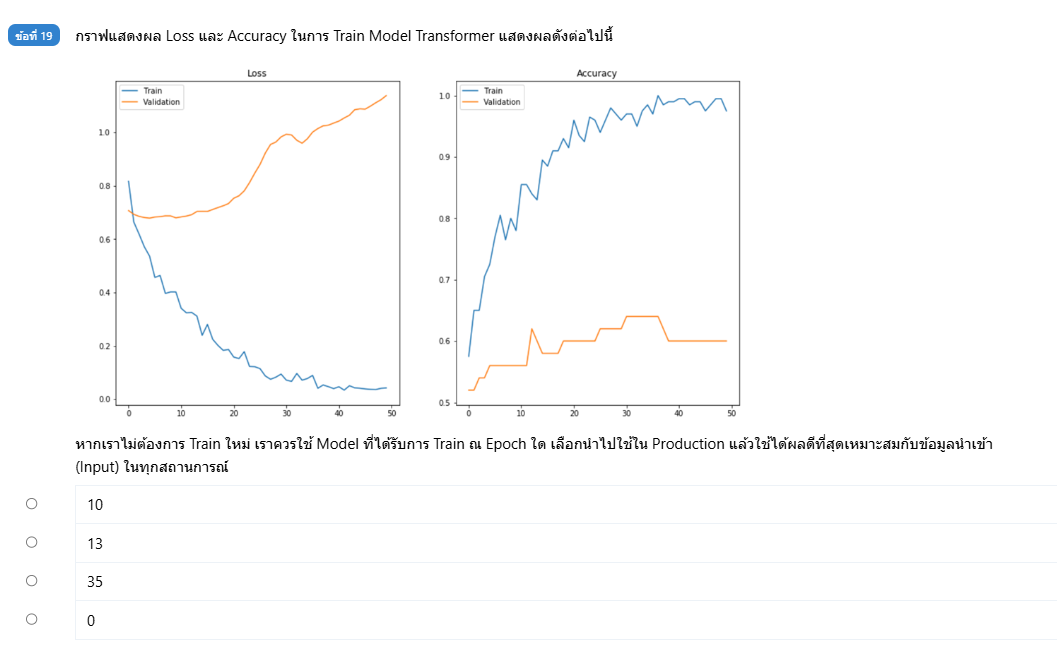 ข้อที่ 19
กราฟแสดงผล Loss และ Accuracy ในการ Train Model Transformer แสดงผลดังต่อไปนี้
Loss
Train
Validation
1.0
0.8
0.6
0.4
0.2
0.0
0 10 20 30 40 50
Accuracy
Train
Validation
1.0
0.9
0.8
0.7
0.6
0.5
0 10 20 30 40 50
หากเราไม่ต้องการ Train ใหม่ เราควรใช้ Model ที่ได้รับการ Train ณ Epoch ใด เลือกนำไปใช้ใน Production แล้วใช้ได้ผลดีที่สุดเหมาะสมกับข้อมูลนำเข้า
(Input) ในทุกสถานการณ์
10
13
35
0